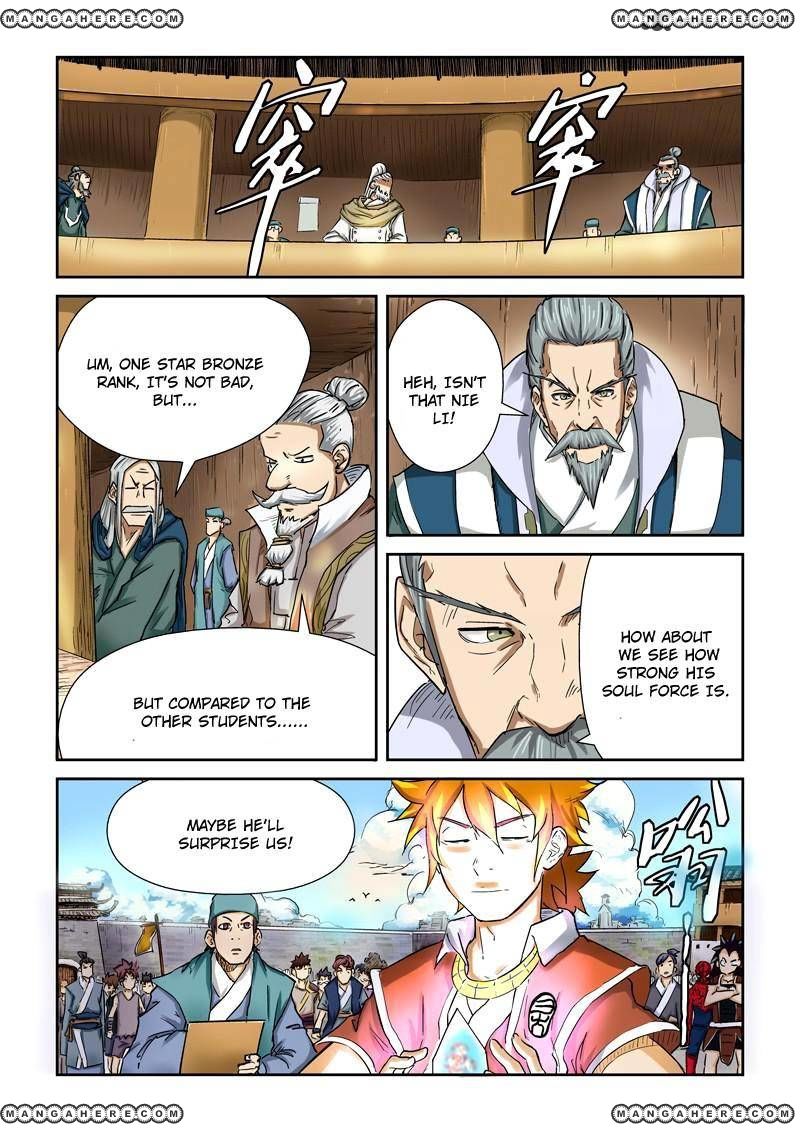 MANGAHERE.COM
MANGAHERE.COM
窣
窣
UM, ONE STAR BRONZE
RANK, IT'S NOT BAD,
BUT...
HEH, ISN'T
THAT NIE
LI!
BUT COMPARED TO THE
OTHER STUDENTS......
HOW ABOUT
WE SEE HOW
STRONG HIS
SOUL FORCE IS.
MAYBE HE'LL
SURPRISE US!
MANGAHERE.COM
MANGAHERE.COM